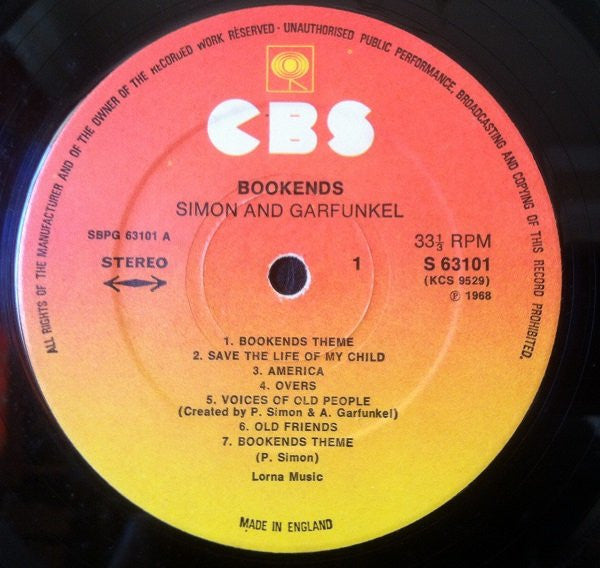 ALL RIGHTS OF THE MANUFACTURER AND OF THE OWNER OF THE RECORDED WORK RESERVED · UNAUTHORISED PUBLIC PERFORMANCE, BROADCASTING AND COPYING OF THIS RECORD PROHIBITED.
CBS
BOOKENDS
SIMON AND GARFUNKEL
SBPG 63101 A
STEREO
1
33⅓ RPM
S 63101
(KCS 9529)
℗ 1968
1. BOOKENDS THEME
2. SAVE THE LIFE OF MY CHILD
3. AMERICA
4. OVERS
5. VOICES OF OLD PEOPLE
(Created by P. Simon & A. Garfunkel)
6. OLD FRIENDS
7. BOOKENDS THEME
(P. Simon)
Lorna Music
MADE IN ENGLAND